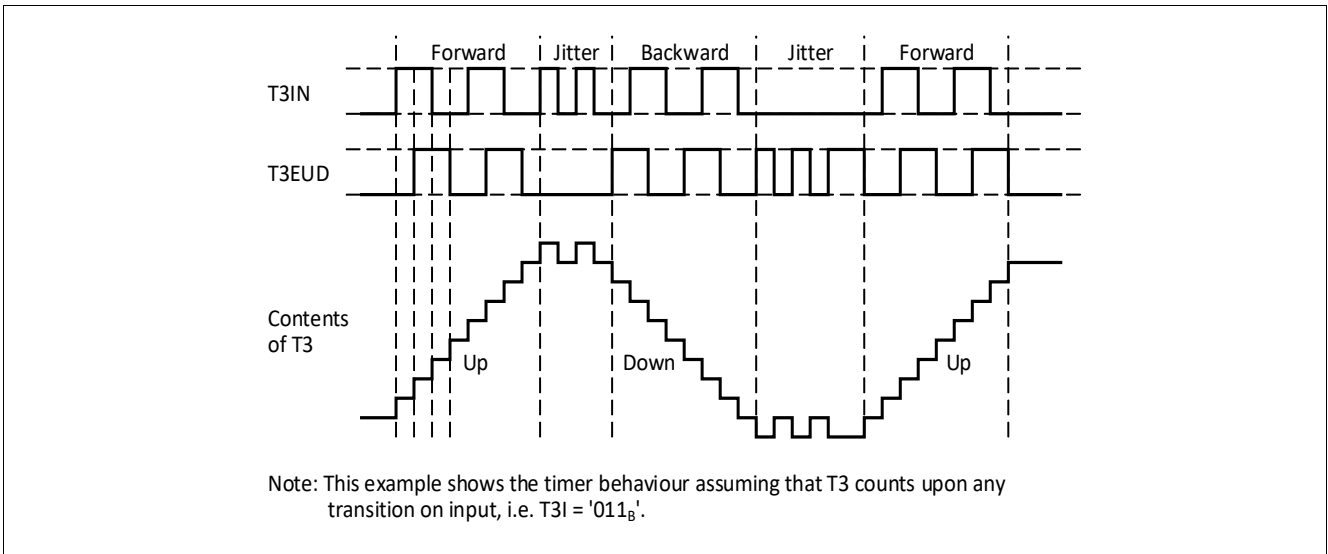 Forward Jitter Backward Jitter Forward
T3IN
T3EUD
Contents
of T3
Up Down Up
Note: This example shows the timer behaviour assuming that T3 counts upon any
transition on input, i.e. T3I = '011B'.